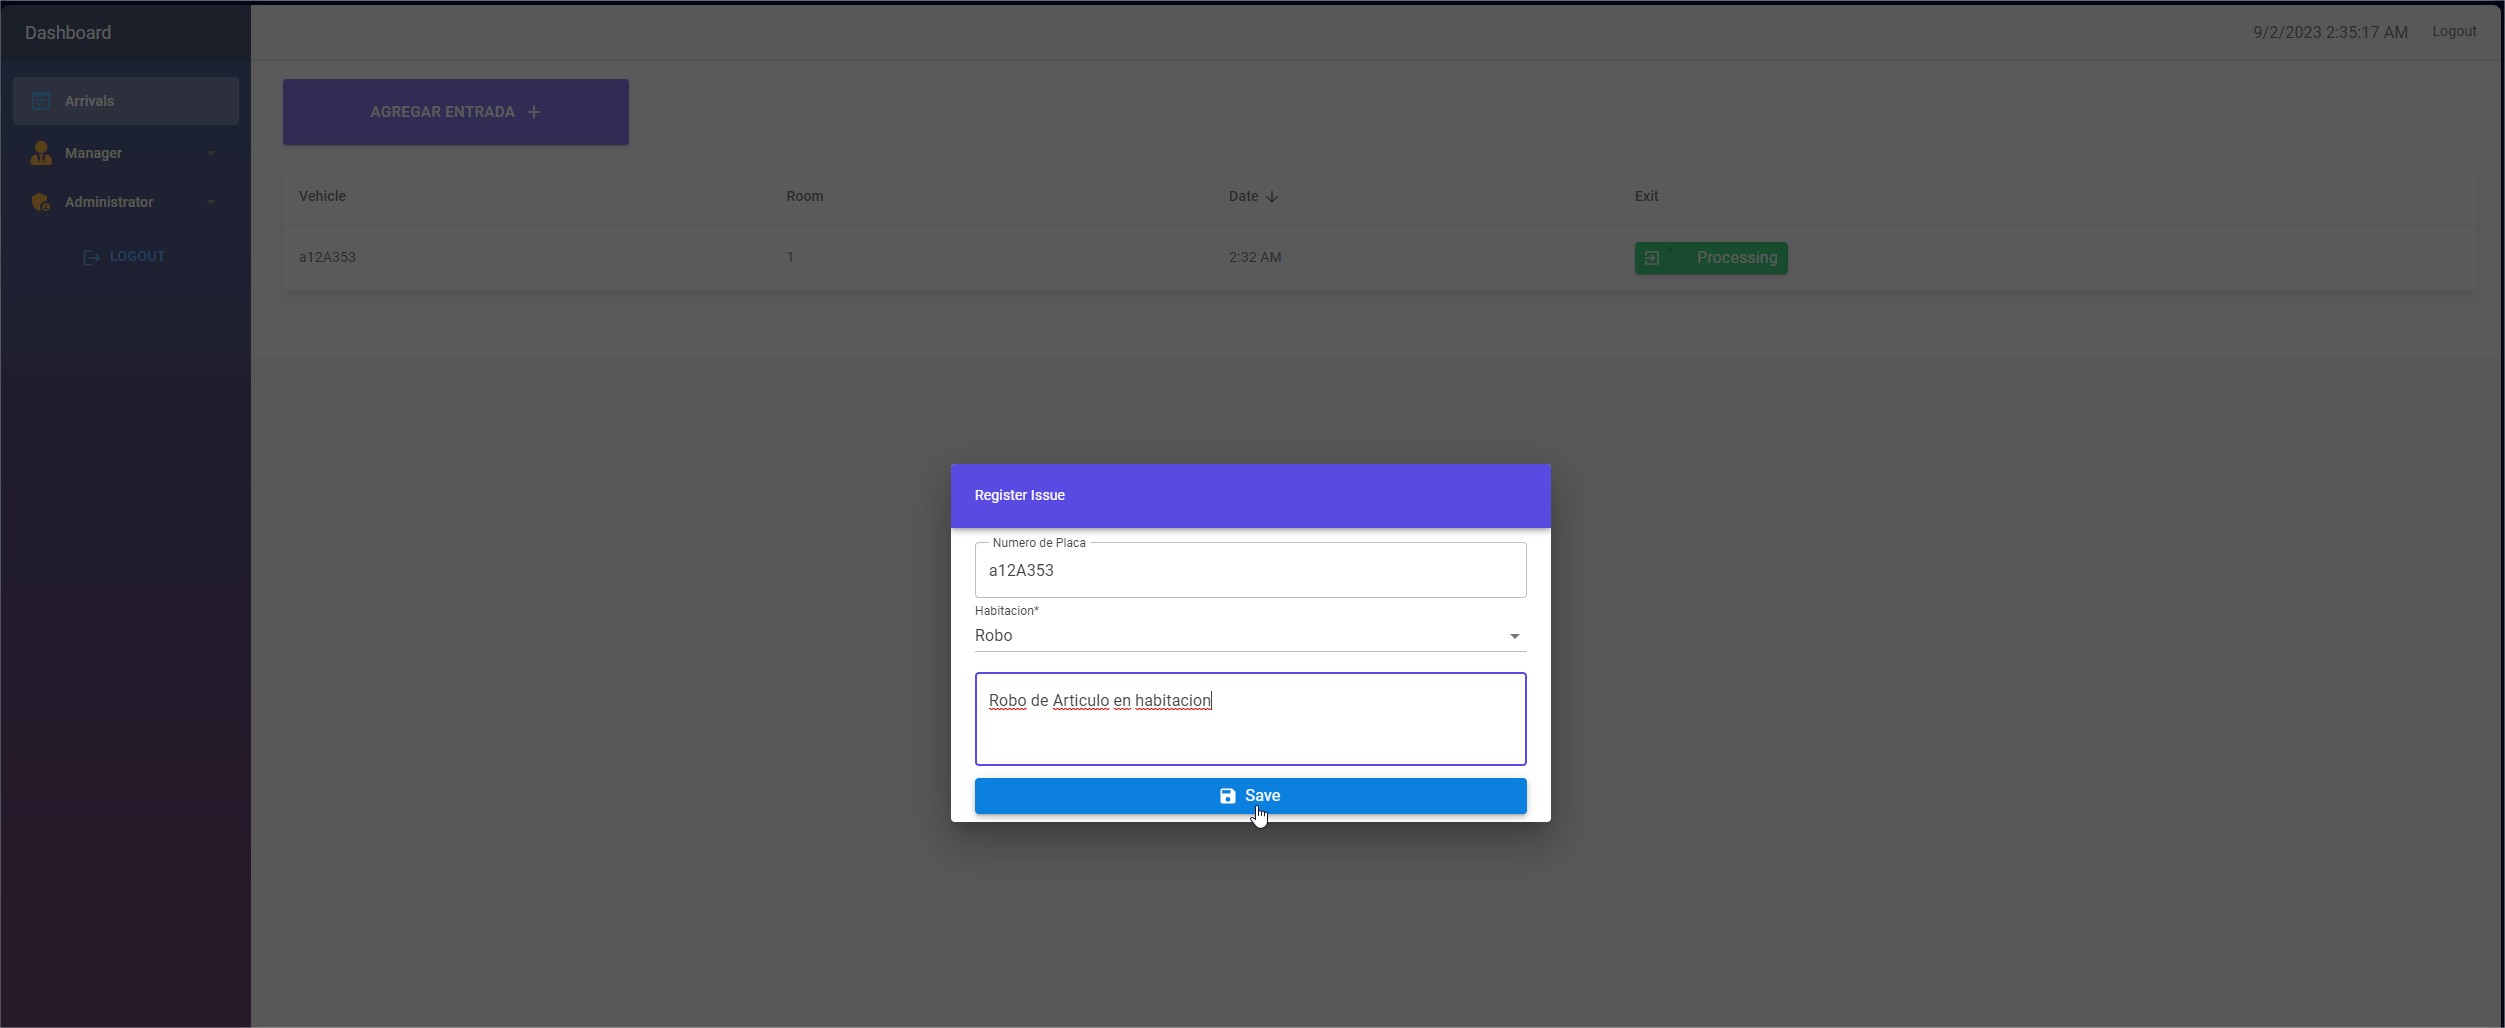 Dashboard
9/2/2023 2:35:17 AM Logout
Arrivals
Manager
Administrator
LOGOUT
AGREGAR ENTRADA +
Vehicle Room Date Exit
a12A353 1 2:32 AM Processing
Register Issue
Numero de Placa
a12A353
Habitacion*
Robo
Robo de Articulo en habitacion
Save